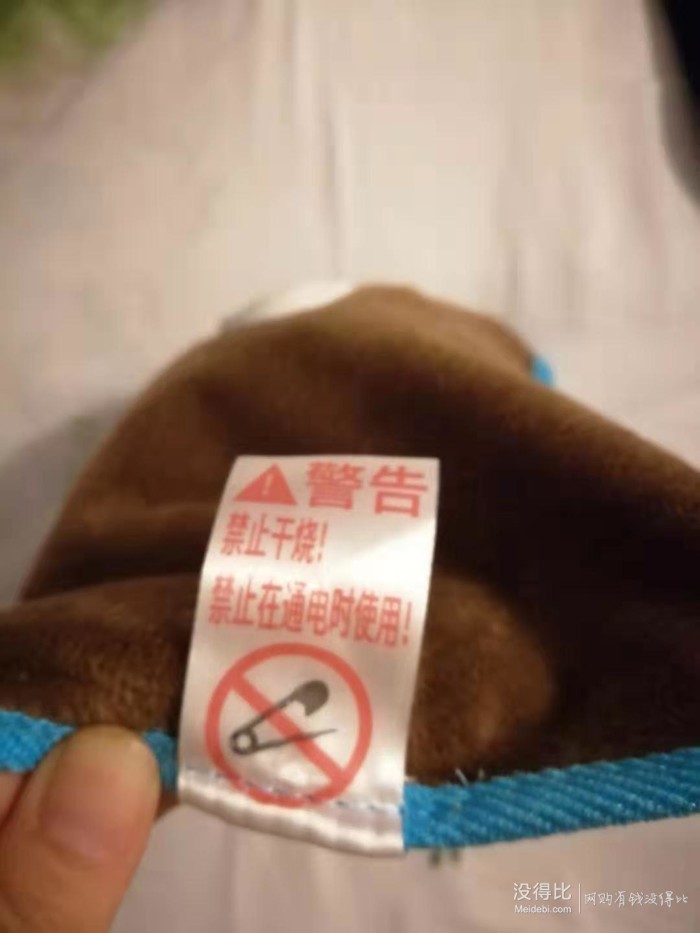 警告
禁止干烧!
禁止在通电时使用!
没得比
Meidebi.com
网购有钱没得比